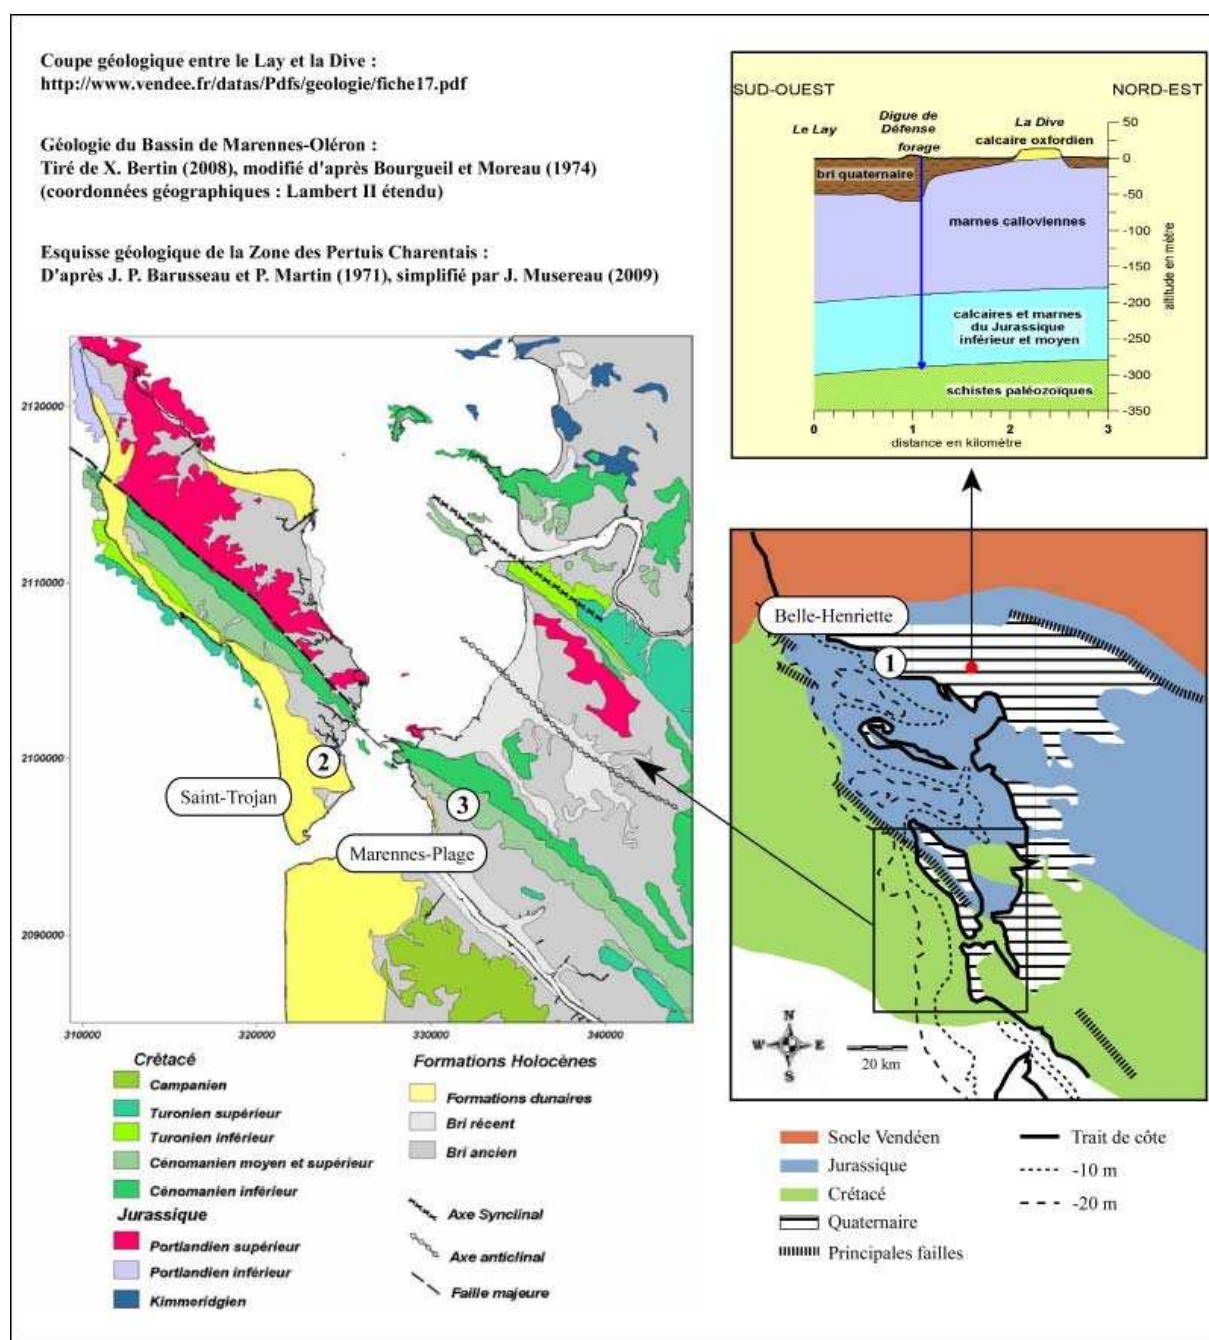 Coupe géologique entre le Lay et la Dive :
http://www.vendee.fr/datas/Pdfs/geologie/fiche17.pdf
Géologie du Bassin de Marennes-Oléron :
Tiré de X. Bertin (2008), modifié d'après Bourgueil et Moreau (1974)
(coordonnées géographiques : Lambert II étendu)
Esquisse géologique de la Zone des Pertuis Charentais :
D'après J. P. Barusseau et P. Martin (1971), simplifié par J. Musereau (2009)
SUD-OUEST
NORD-EST
Le Lay
Digue de
Défense
forage
La Dive
calcaire oxfordien
bri quaternaire
marnes calloviennes
calcaires et marnes
du Jurassique
inférieur et moyen
schistes paléozoïques
50
0
-50
-100
-150
-200
-250
-300
-350
altitude en mètre
0
1
2
3
distance en kilomètre
2120000
2110000
2100000
2090000
310000
320000
330000
340000
2
Saint-Trojan
3
Marennes-Plage
Belle-Henriette
1
N
W
E
S
20 km
Crétacé
Campanien
Turonien supérieur
Turonien inférieur
Cénomanien moyen et supérieur
Cénomanien inférieur
Jurassique
Portlandien supérieur
Portlandien inférieur
Kimmeridgien
Formations Holocènes
Formations dunaires
Bri récent
Bri ancien
Axe Synclinal
Axe anticlinal
Faille majeure
Socle Vendéen
Jurassique
Crétacé
Quaternaire
Principales failles
Trait de côte
-10 m
-20 m